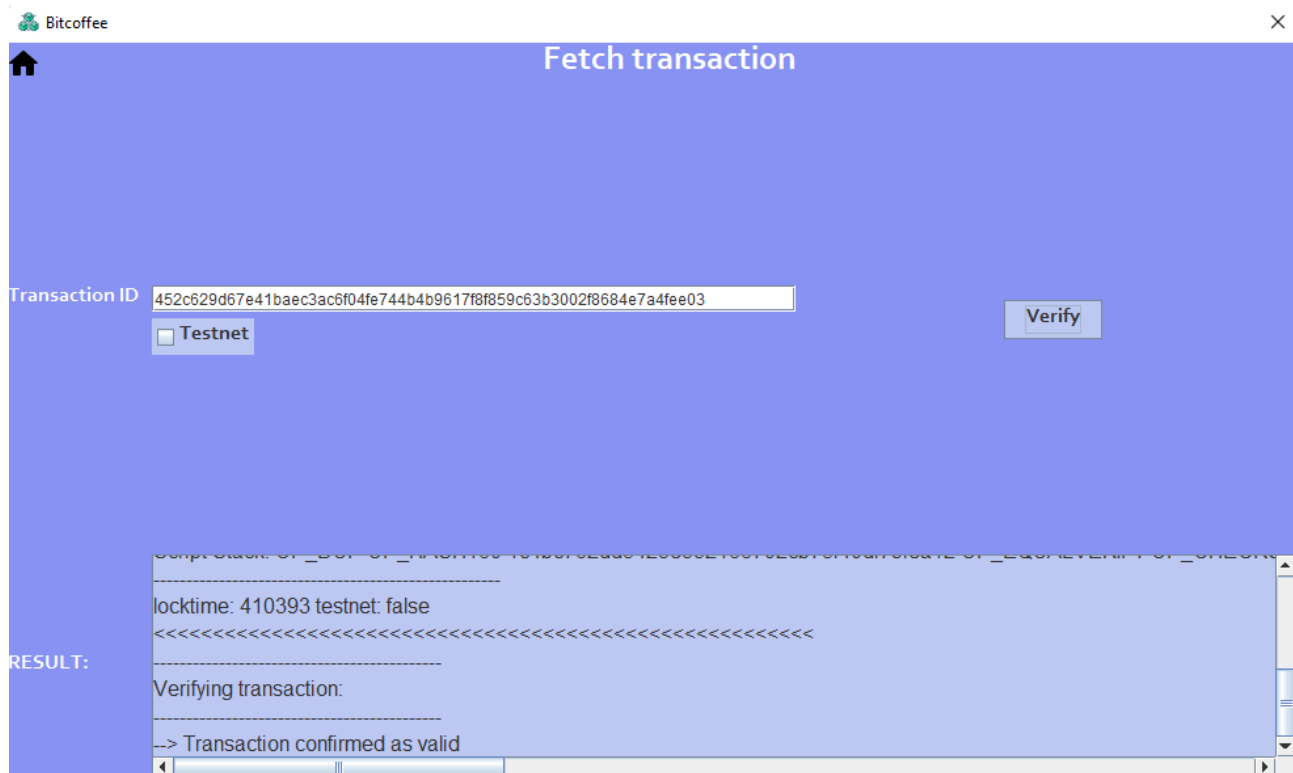 Bitcoffee
Fetch transaction
Transaction ID
452c629d67e41baec3ac6f04fe744b4b9617f8f859c63b3002f8684e7a4fee03
Testnet
Verify
RESULT:
----------------------------------------------------
locktime: 410393 testnet: false
<<<<<<<<<<<<<<<<<<<<<<<<<<<<<<<<<<<<<<<<<<<<<<<<<<<<<<<<
-------------------------------------------
Verifying transaction:
-------------------------------------------
--> Transaction confirmed as valid